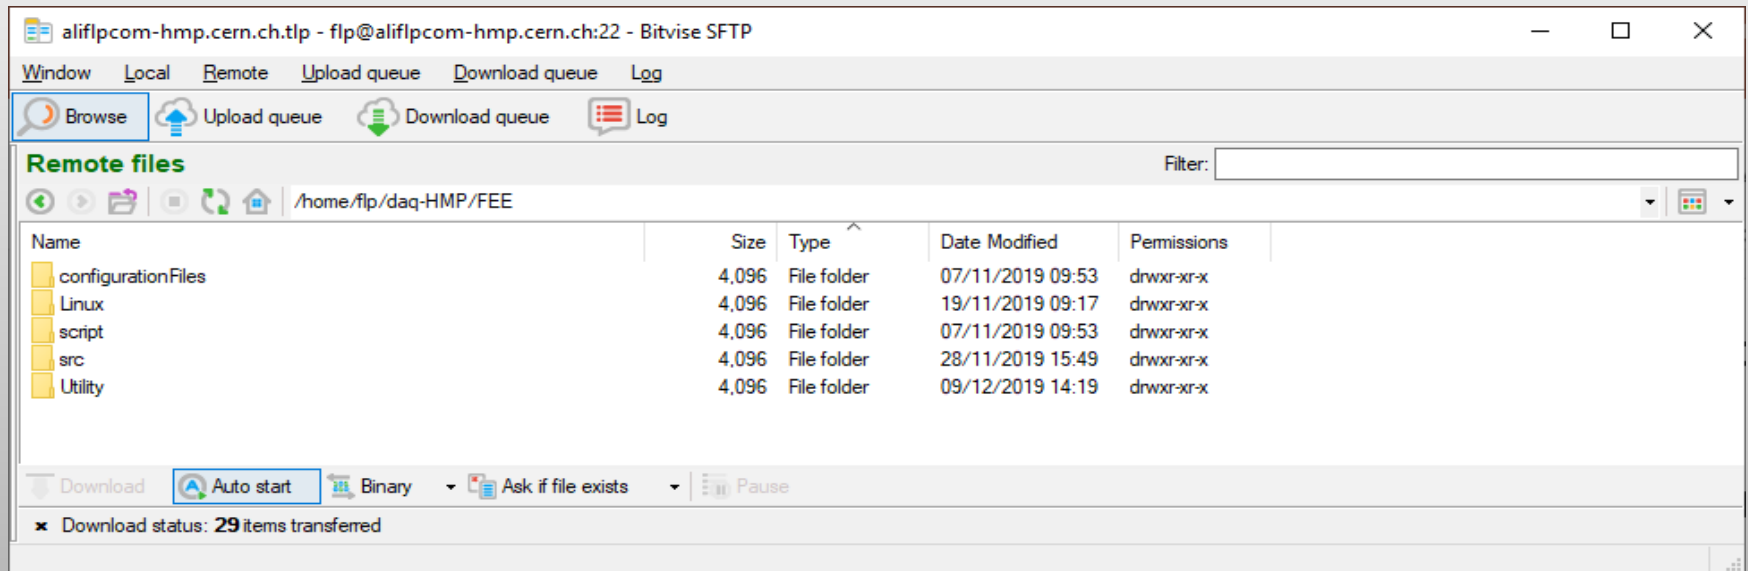 aliflpcom-hmp.cern.ch.tlp - flp@aliflpcom-hmp.cern.ch:22 - Bitvise SFTP
Window Local Remote Upload queue Download queue Log
Browse Upload queue Download queue Log
Remote files Filter:
/home/flp/daq-HMP/FEE
Name Size Type Date Modified Permissions
configurationFiles 4,096 File folder 07/11/2019 09:53 drwxr-xr-x
Linux 4,096 File folder 19/11/2019 09:17 drwxr-xr-x
script 4,096 File folder 07/11/2019 09:53 drwxr-xr-x
src 4,096 File folder 28/11/2019 15:49 drwxr-xr-x
Utility 4,096 File folder 09/12/2019 14:19 drwxr-xr-x
Download Auto start Binary Ask if file exists Pause
Download status: 29 items transferred